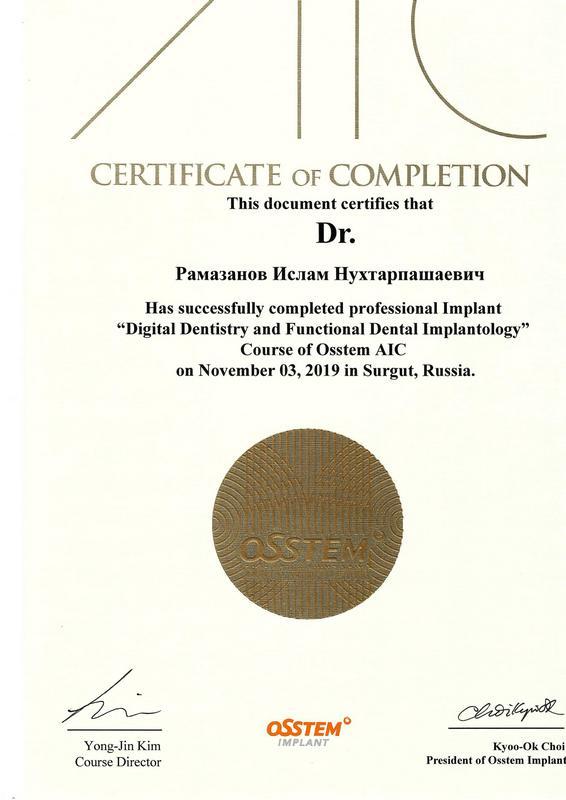 AIC
CERTIFICATE OF COMPLETION
This document certifies that
Dr.
Рамазанов Ислам Нухтарпашаевич
Has successfully completed professional Implant
“Digital Dentistry and Functional Dental Implantology”
Course of Osstem AIC
on November 03, 2019 in Surgut, Russia.
OSSTEM
OSSTEM
IMPLANT
Yong-Jin Kim
Course Director
Kyoo-Ok Choi
President of Osstem Implant